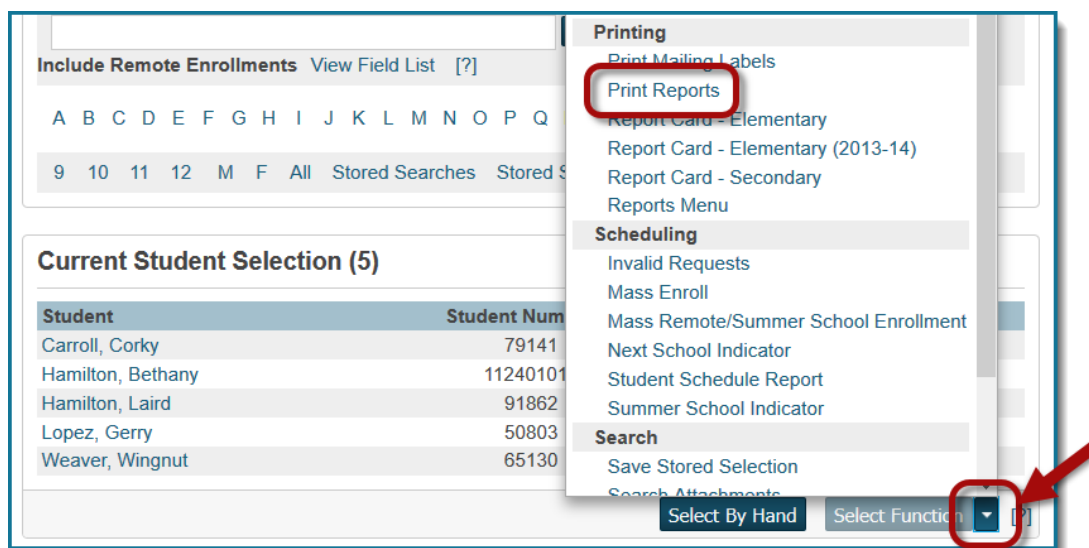 Include Remote Enrollments View Field List [?]
A B C D E F G H I J K L M N O P Q
9 10 11 12 M F All Stored Searches Stored S
Current Student Selection (5)
Student Student Num
Carroll, Corky 79141
Hamilton, Bethany 11240101
Hamilton, Laird 91862
Lopez, Gerry 50803
Weaver, Wingnut 65130
Printing
Print Mailing Labels
Print Reports
Report Card - Elementary
Report Card - Elementary (2013-14)
Report Card - Secondary
Reports Menu
Scheduling
Invalid Requests
Mass Enroll
Mass Remote/Summer School Enrollment
Next School Indicator
Student Schedule Report
Summer School Indicator
Search
Save Stored Selection
Search Attachments
Select By Hand Select Function [?]